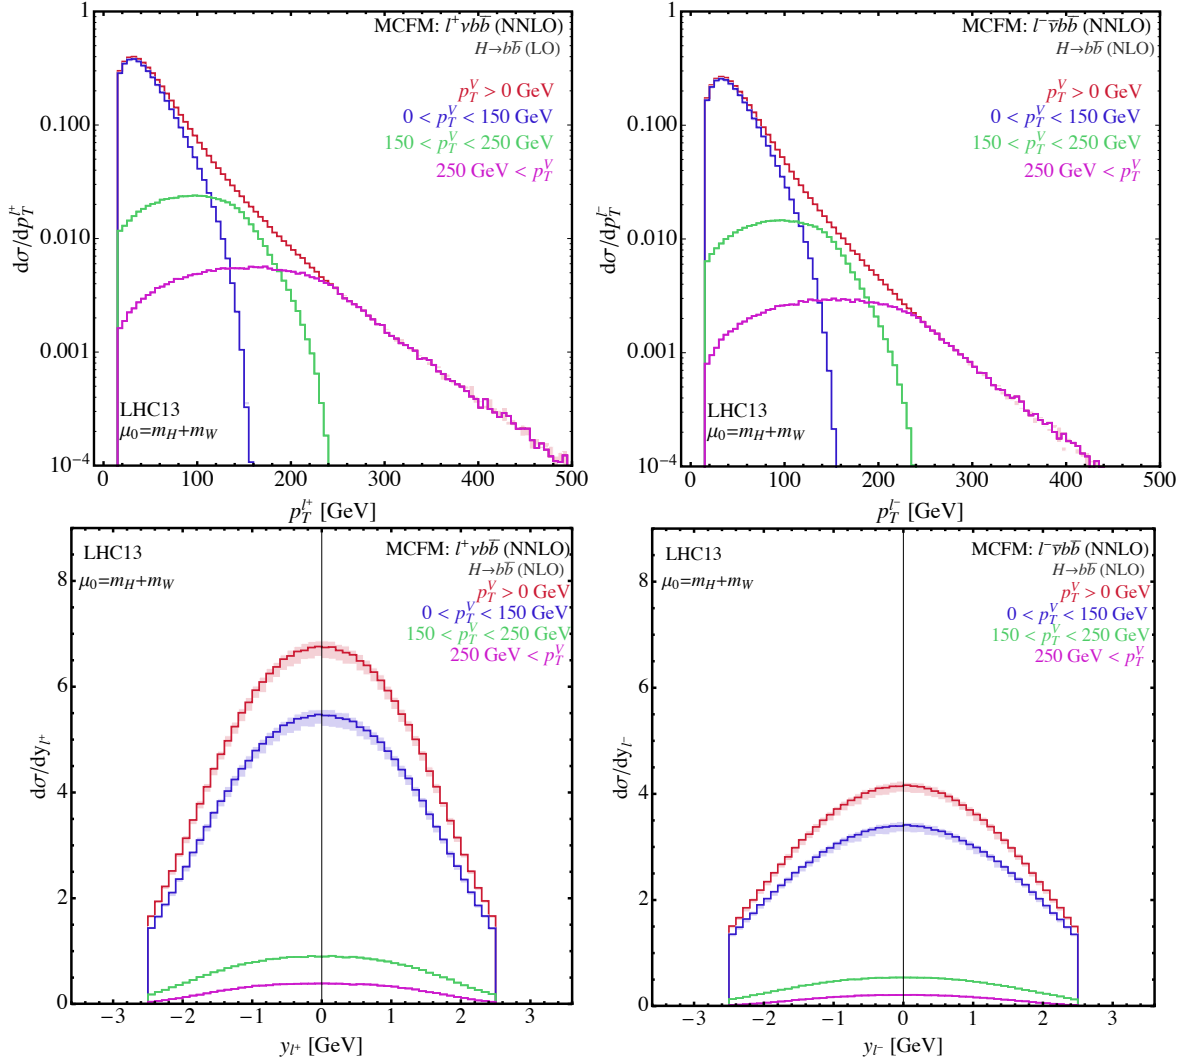 MCFM: l⁺νbb̅ (NNLO)
H→bb̅ (LO)
p_T^V > 0 GeV
0 < p_T^V < 150 GeV
150 < p_T^V < 250 GeV
250 GeV < p_T^V
LHC13
μ₀=m_H+m_W
dσ/dp_T^{l⁺}
1
0.100
0.010
0.001
10⁻⁴
0 100 200 300 400 500
p_T^{l⁺} [GeV]
MCFM: l⁻ν̅bb̅ (NNLO)
H→bb̅ (NLO)
p_T^V > 0 GeV
0 < p_T^V < 150 GeV
150 < p_T^V < 250 GeV
250 GeV < p_T^V
LHC13
μ₀=m_H+m_W
dσ/dp_T^{l⁻}
1
0.100
0.010
0.001
10⁻⁴
0 100 200 300 400 500
p_T^{l⁻} [GeV]
LHC13
μ₀=m_H+m_W
MCFM: l⁺νbb̅ (NNLO)
H→bb̅ (NLO)
p_T^V > 0 GeV
0 < p_T^V < 150 GeV
150 < p_T^V < 250 GeV
250 GeV < p_T^V
dσ/dy_{l⁺}
8
6
4
2
0
−3 −2 −1 0 1 2 3
y_{l⁺} [GeV]
LHC13
μ₀=m_H+m_W
MCFM: l⁻ν̅bb̅ (NNLO)
H→bb̅ (NLO)
p_T^V > 0 GeV
0 < p_T^V < 150 GeV
150 < p_T^V < 250 GeV
250 GeV < p_T^V
dσ/dy_{l⁻}
8
6
4
2
0
−3 −2 −1 0 1 2 3
y_{l⁻} [GeV]